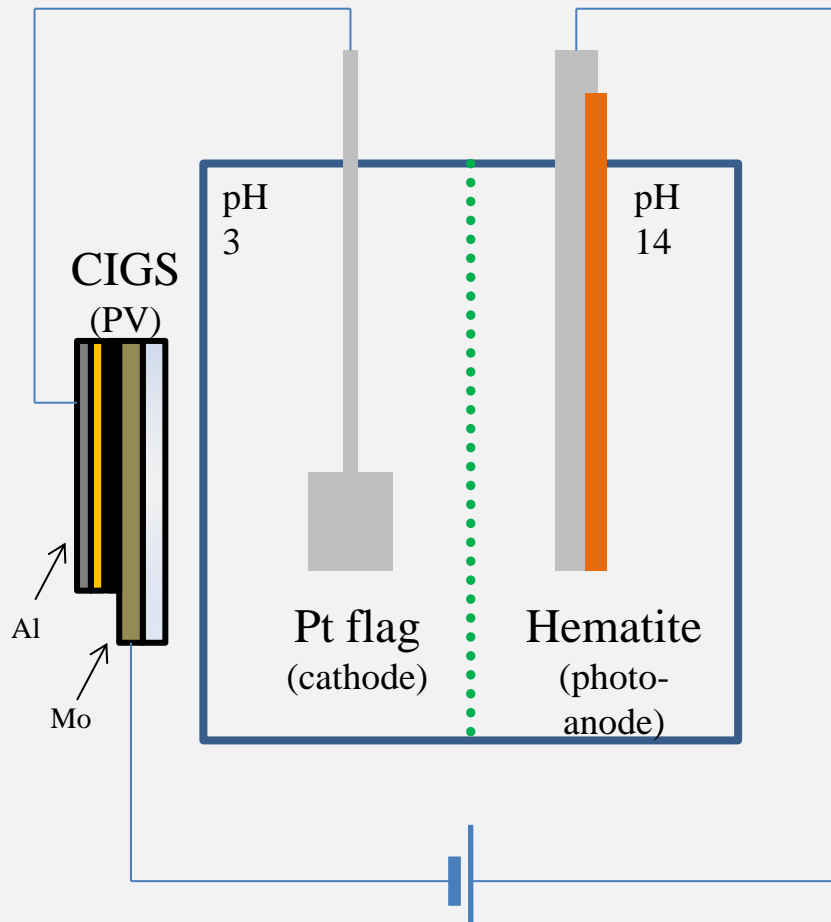 pH
3
pH
14
CIGS
(PV)
Al
Mo
Pt flag
(cathode)
Hematite
(photo-
anode)